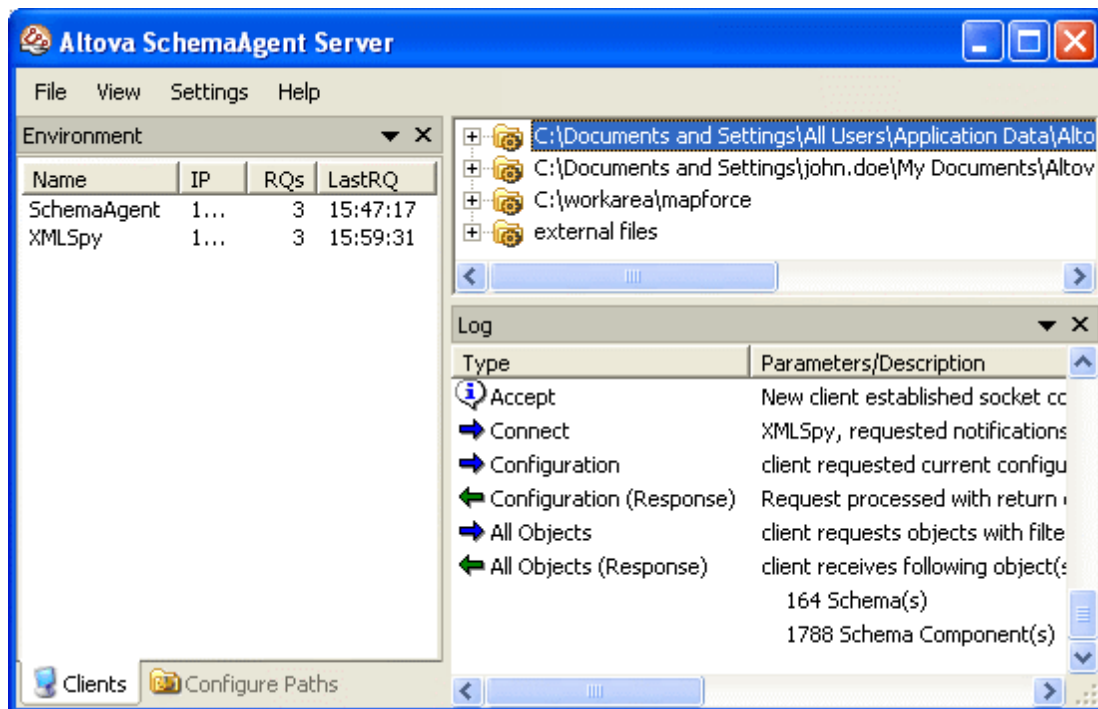 Altova SchemaAgent Server
File View Settings Help
Environment
Name IP RQs LastRQ
SchemaAgent 1... 3 15:47:17
XMLSpy 1... 3 15:59:31
Clients Configure Paths
C:\Documents and Settings\All Users\Application Data\Alto
C:\Documents and Settings\john.doe\My Documents\Altov
C:\workarea\mapforce
external files
Log
Type Parameters/Description
Accept New client established socket cc
Connect XMLSpy, requested notifications
Configuration client requested current configu
Configuration (Response) Request processed with return
All Objects client requests objects with filte
All Objects (Response) client receives following object(s
164 Schema(s)
1788 Schema Component(s)